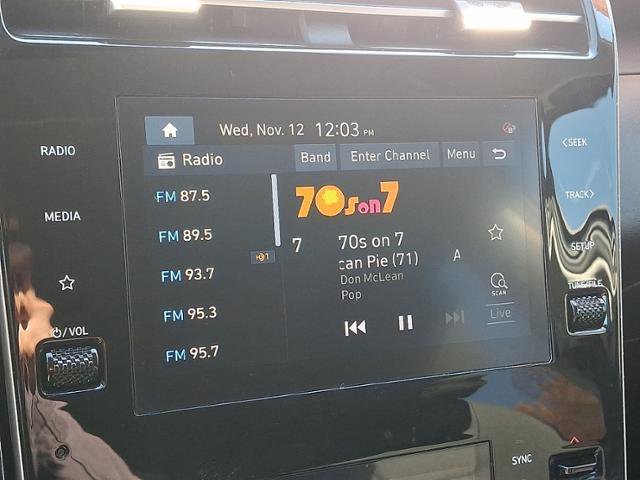 Wed, Nov. 12 12:03 PM
RADIO
Radio
Band
Enter Channel
Menu
<SEEK
MEDIA
FM 87.5
70s on 7
TRACK>
FM 89.5
7
70s on 7
can Pie (71)
A
Don McLean
Pop
SETUP
FM 93.7
SCAN
TUNE/FILE
FM 95.3
Live
/ VOL
FM 95.7
SYNC